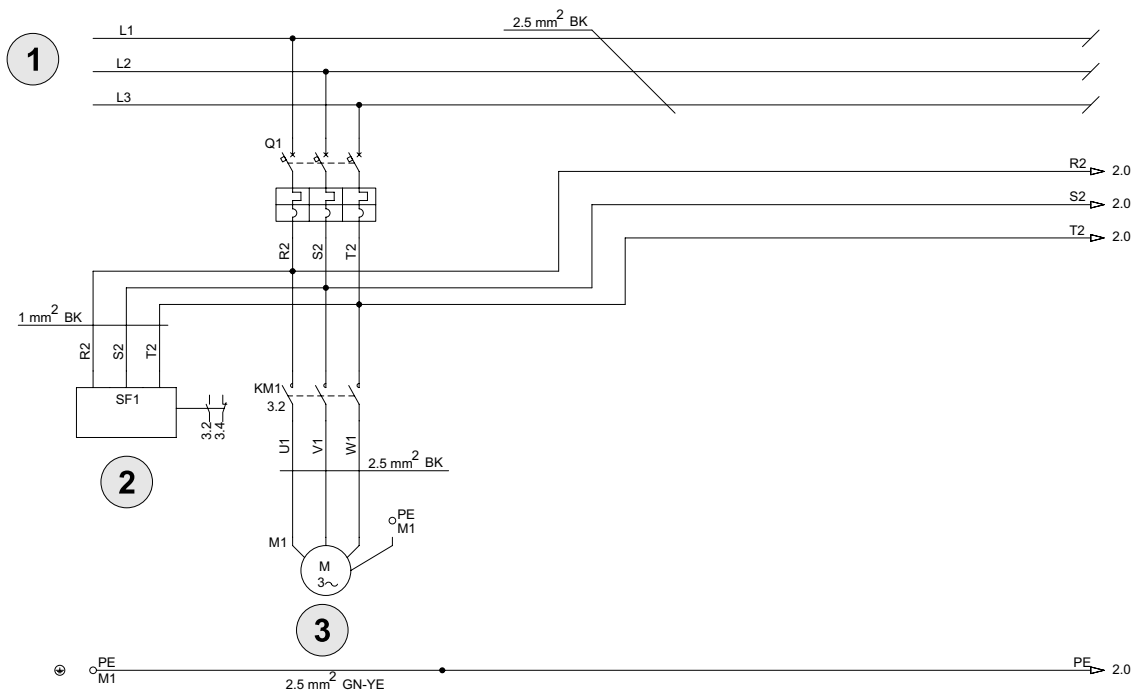 2.5 mm² BK
L1
1
L2
L3
Q1
R2 2.0
S2 2.0
T2 2.0
R2 S2 T2
1 mm² BK
R2 S2 T2
KM1
3.2
SF1
3.2 3.4
U1 V1 W1
2.5 mm² BK
2
PE
M1
M1
M
3~
3
PE
M1
2.5 mm² GN-YE
PE 2.0